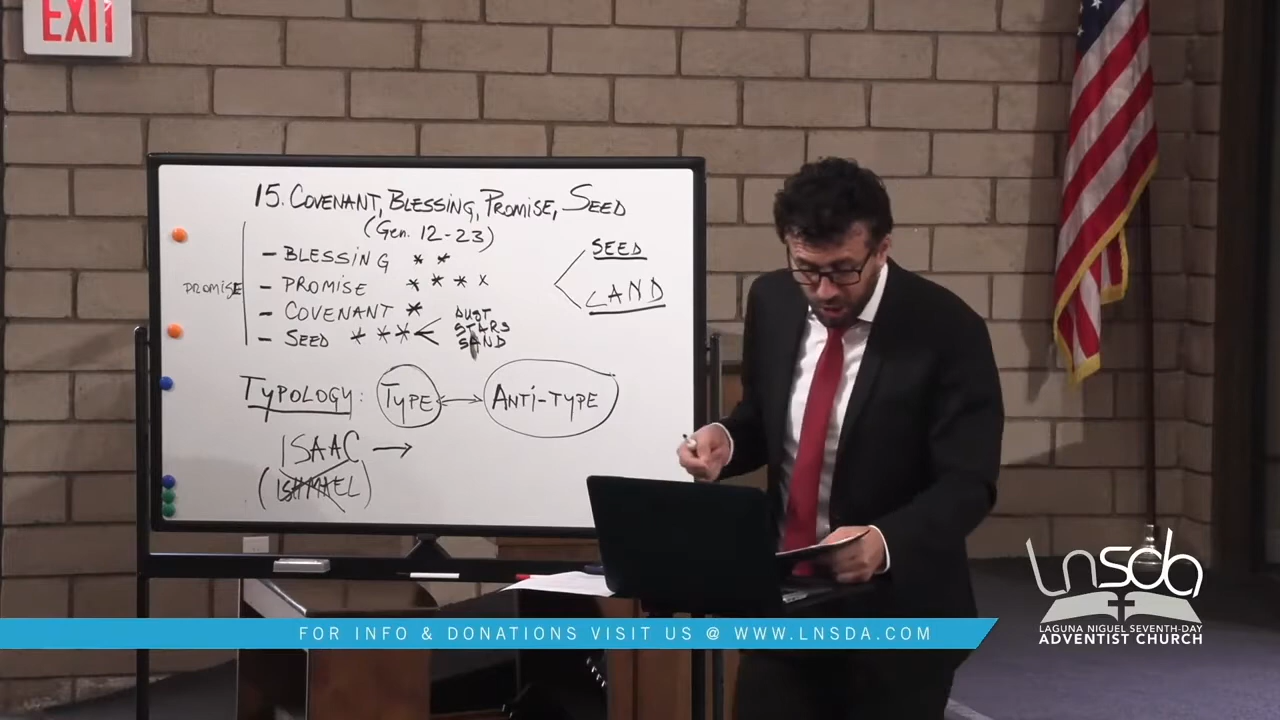 EXIT
15. COVENANT, BLESSING, PROMISE, SEED
(Gen. 12-23)
PROMISE
- BLESSING * *
- PROMISE * * * x
- COVENANT *
- SEED * * *
DUST
STARS
SAND
SEED
LAND
TYPOLOGY: TYPE ↔ ANTI-TYPE
ISAAC →
(ISHMAEL)
LNSDA
LAGUNA NIGUEL SEVENTH-DAY
ADVENTIST CHURCH
FOR INFO & DONATIONS VISIT US @ WWW.LNSDA.COM